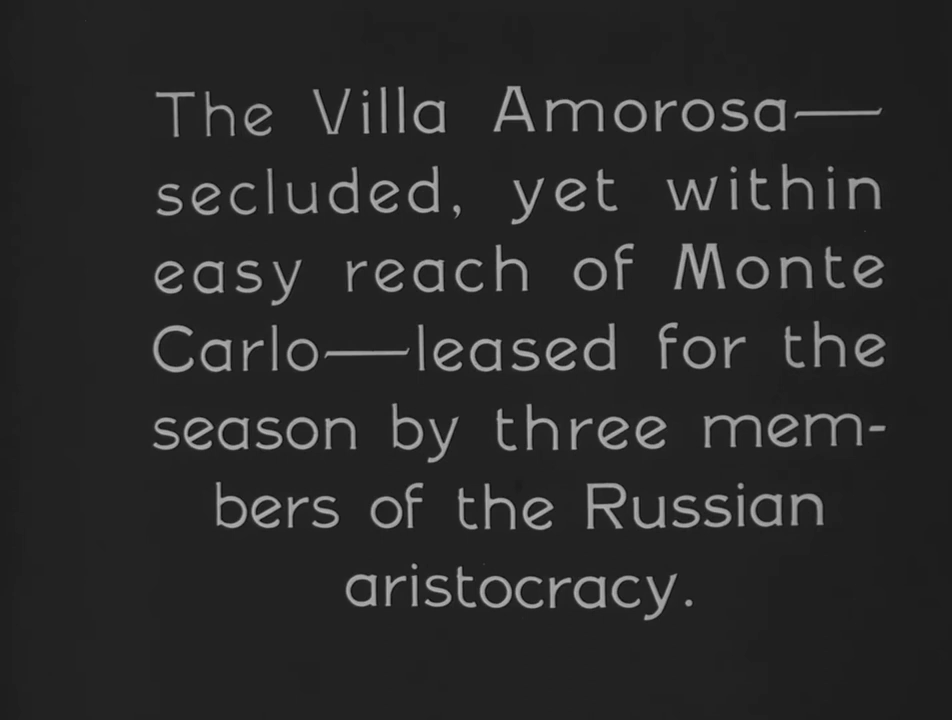 The Villa Amorosa—
secluded, yet within
easy reach of Monte
Carlo—leased for the
season by three mem-
bers of the Russian
aristocracy.